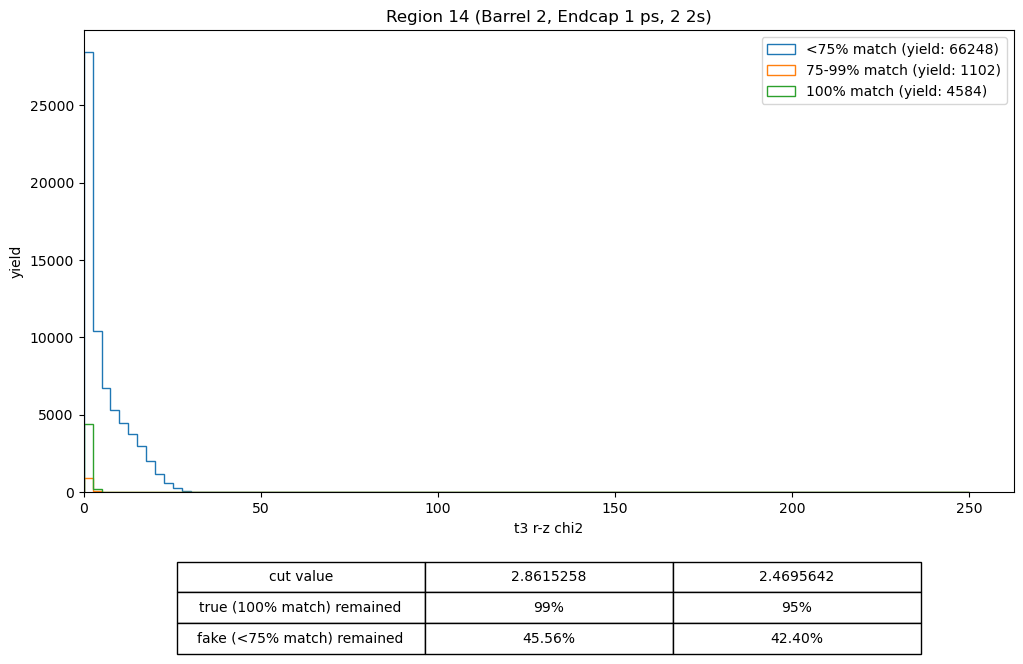 Region 14 (Barrel 2, Endcap 1 ps, 2 2s)
<75% match (yield: 66248)
75-99% match (yield: 1102)
100% match (yield: 4584)
yield
25000
20000
15000
10000
5000
0
0 50 100 150 200 250
t3 r-z chi2
cut value 2.8615258 2.4695642
true (100% match) remained 99% 95%
fake (<75% match) remained 45.56% 42.40%